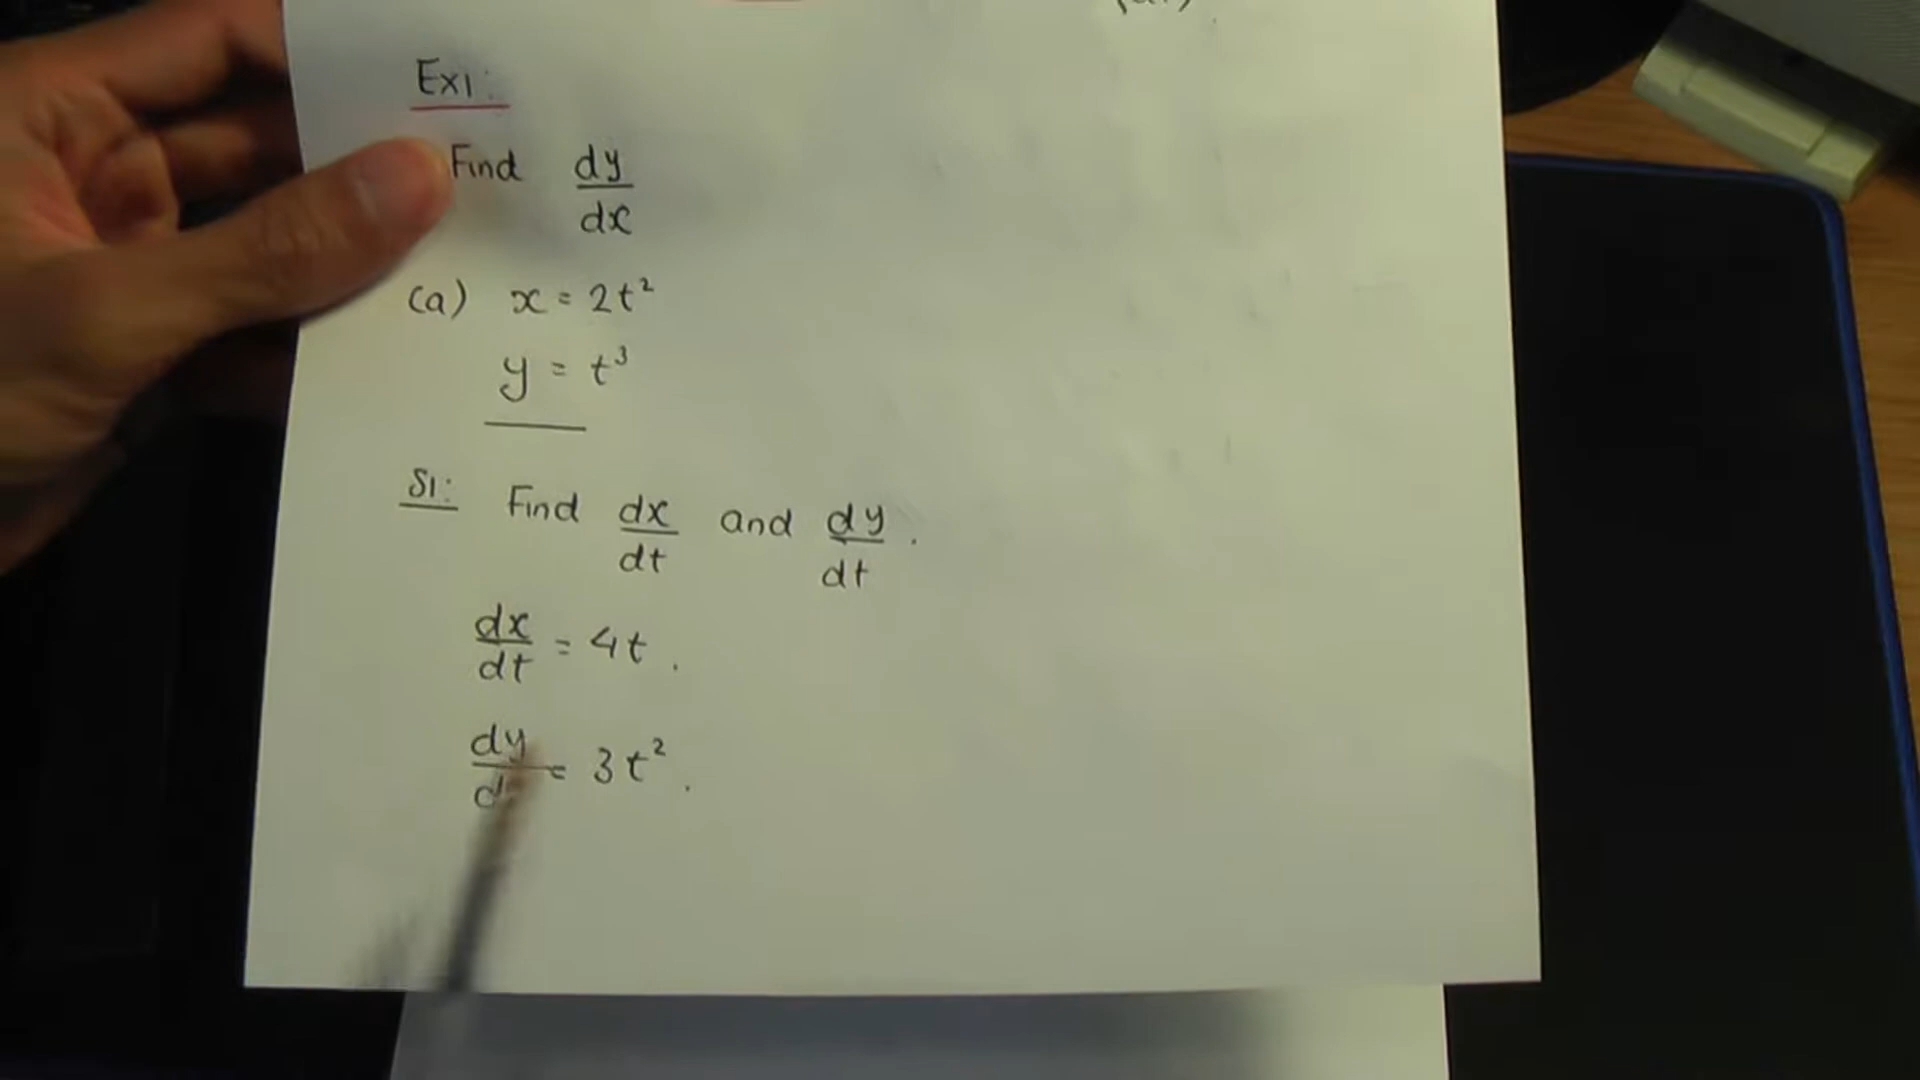 Ex1:
Find dy/dx
(a) x = 2t²
y = t³
S1: Find dx/dt and dy/dt.
dx/dt = 4t.
dy/d = 3t².